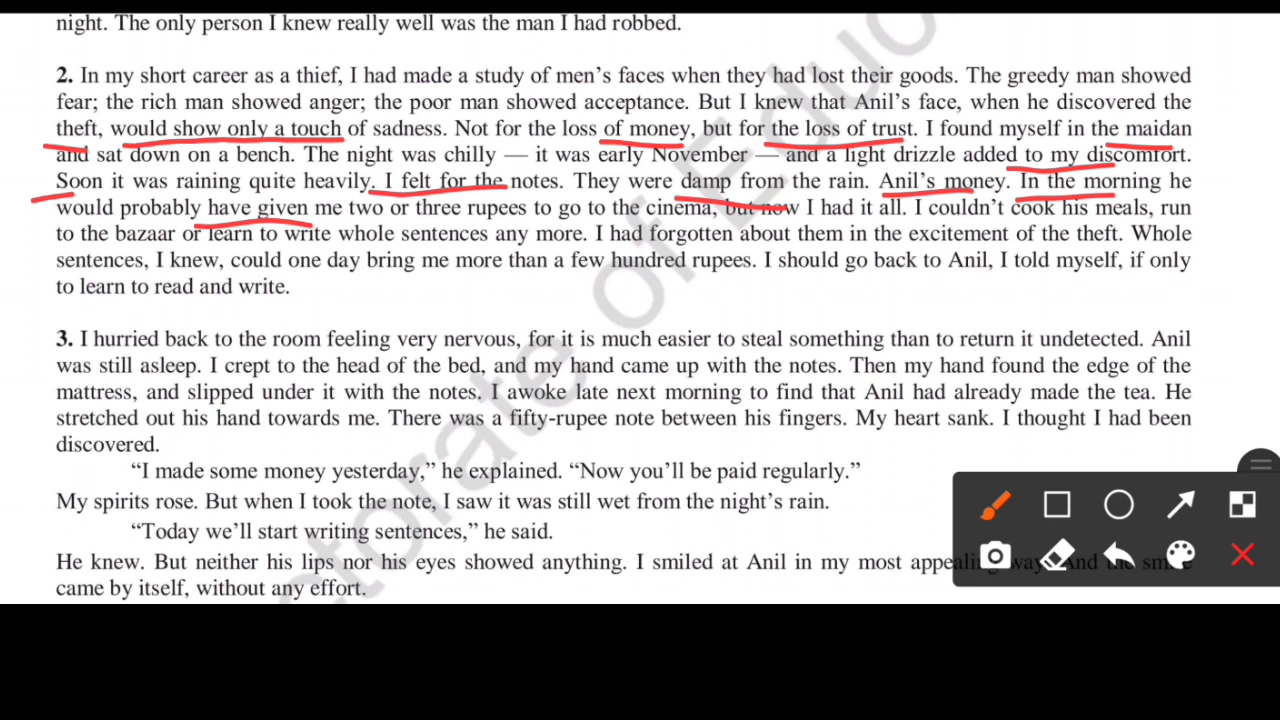 night. The only person I knew really well was the man I had robbed.
2. In my short career as a thief, I had made a study of men’s faces when they had lost their goods. The greedy man showed
fear; the rich man showed anger; the poor man showed acceptance. But I knew that Anil’s face, when he discovered the
theft, would show only a touch of sadness. Not for the loss of money, but for the loss of trust. I found myself in the maidan
and sat down on a bench. The night was chilly — it was early November — and a light drizzle added to my discomfort.
Soon it was raining quite heavily. I felt for the notes. They were damp from the rain. Anil’s money. In the morning he
would probably have given me two or three rupees to go to the cinema, but now I had it all. I couldn’t cook his meals, run
to the bazaar or learn to write whole sentences any more. I had forgotten about them in the excitement of the theft. Whole
sentences, I knew, could one day bring me more than a few hundred rupees. I should go back to Anil, I told myself, if only
to learn to read and write.
3. I hurried back to the room feeling very nervous, for it is much easier to steal something than to return it undetected. Anil
was still asleep. I crept to the head of the bed, and my hand came up with the notes. Then my hand found the edge of the
mattress, and slipped under it with the notes. I awoke late next morning to find that Anil had already made the tea. He
stretched out his hand towards me. There was a fifty-rupee note between his fingers. My heart sank. I thought I had been
discovered.
“I made some money yesterday,” he explained. “Now you’ll be paid regularly.”
My spirits rose. But when I took the note, I saw it was still wet from the night’s rain.
“Today we’ll start writing sentences,” he said.
He knew. But neither his lips nor his eyes showed anything. I smiled at Anil in my most appealing way. And the smile
came by itself, without any effort.
ctorate of Educ